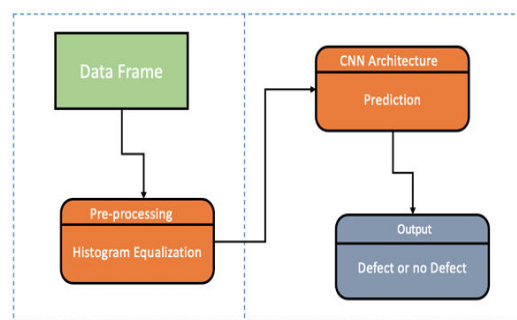 Data Frame
Pre-processing
Histogram Equalization
CNN Architecture
Prediction
Output
Defect or no Defect